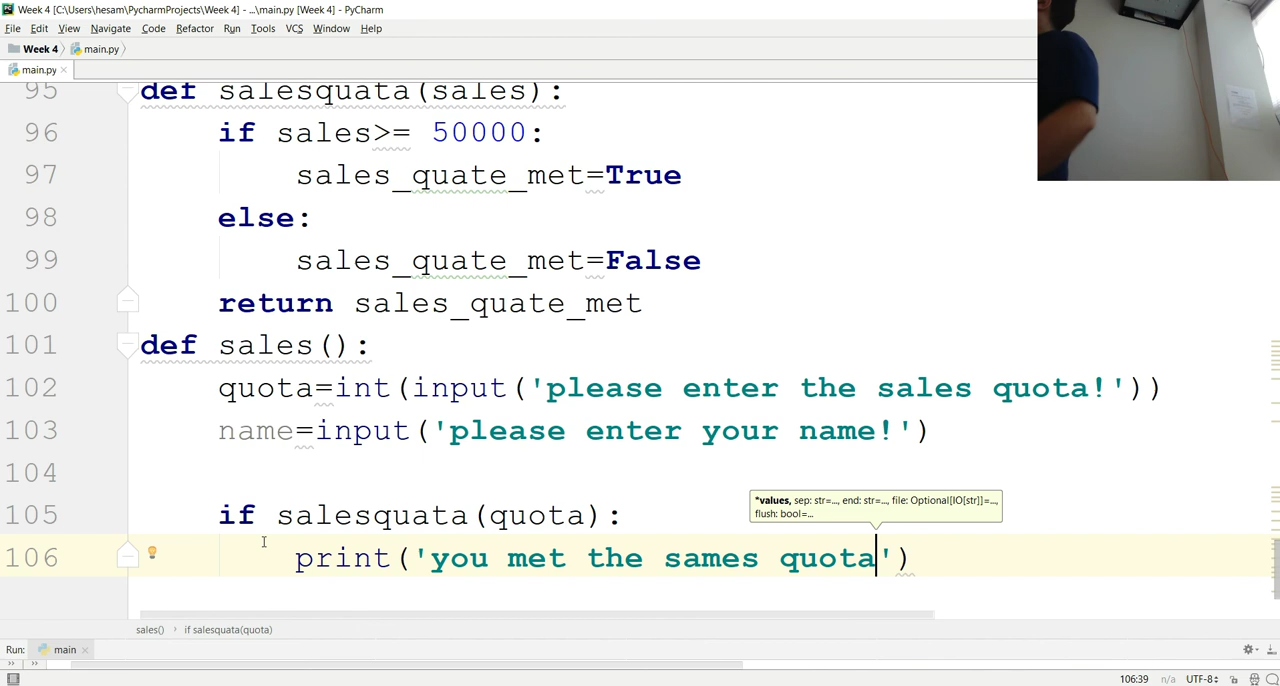 Week 4 [C:\Users\hesam\PycharmProjects\Week 4] - ...\main.py [Week 4] - PyCharm
File Edit View Navigate Code Refactor Run Tools VCS Window Help
Week 4 main.py
main.py
95 def salesquata(sales):
96 if sales>= 50000:
97 sales_quate_met=True
98 else:
99 sales_quate_met=False
100 return sales_quate_met
101 def sales():
102 quota=int(input('please enter the sales quota!'))
103 name=input('please enter your name!')
104
*values, sep: str=..., end: str=..., file: Optional[IO[str]]=...,
flush: bool=...
105 if salesquata(quota):
106 print('you met the sames quota')
sales() if salesquata(quota)
Run: main
106:39 n/a UTF-8